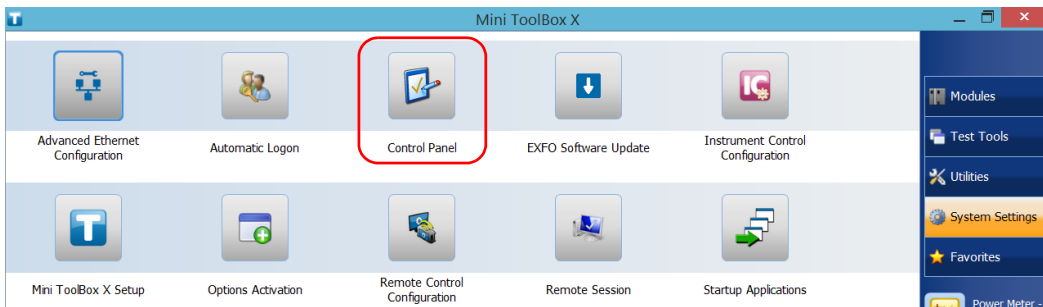 Mini ToolBox X
Advanced Ethernet
Configuration
Automatic Logon
Control Panel
EXFO Software Update
Instrument Control
Configuration
Mini ToolBox X Setup
Options Activation
Remote Control
Configuration
Remote Session
Startup Applications
Modules
Test Tools
Utilities
System Settings
Favorites
Power Meter -